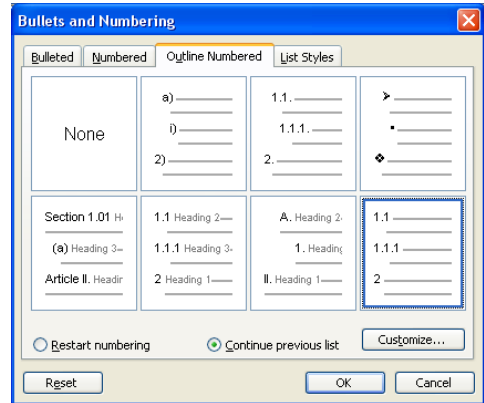 Bullets and Numbering
Bulleted Numbered Outline Numbered List Styles
None
a)
i)
2)
1.1.
1.1.1.
2.
Section 1.01 H
(a) Heading 3
Article II. Headir
1.1 Heading 2
1.1.1 Heading 3
2 Heading 1
A. Heading 2
1. Heading
II. Heading 1
1.1
1.1.1
2
Restart numbering Continue previous list Customize...
Reset OK Cancel